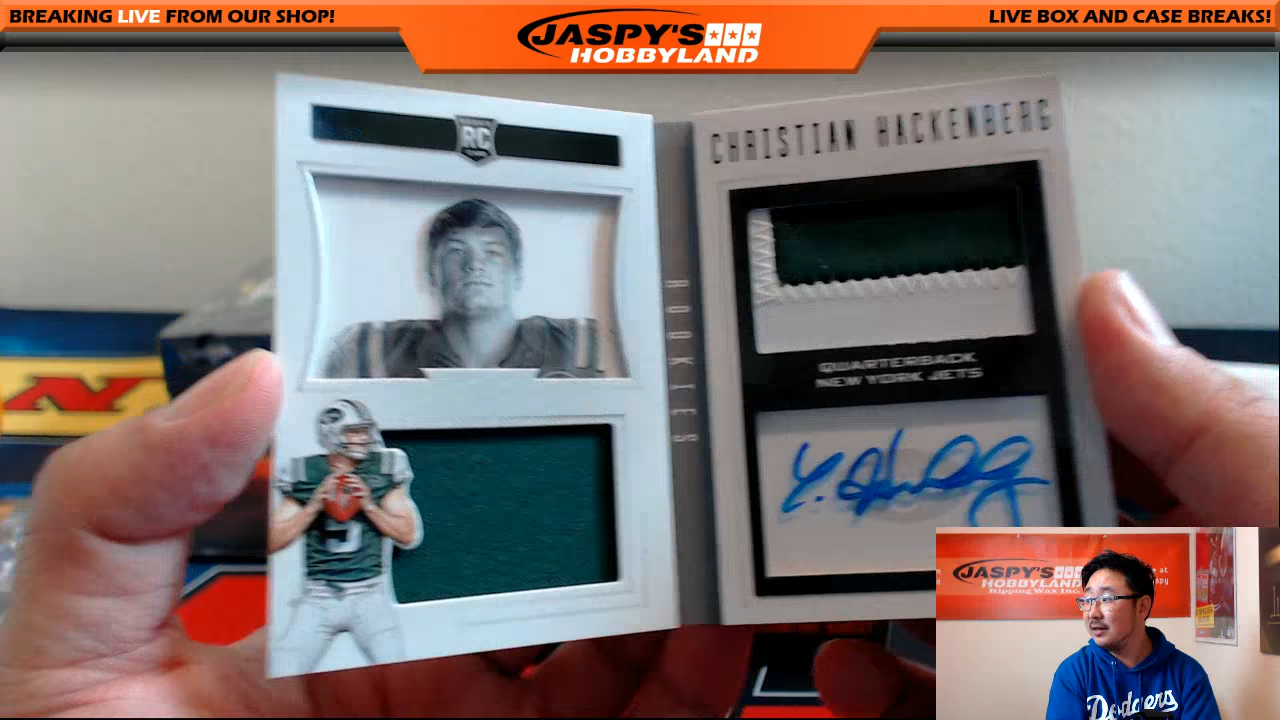 BREAKING LIVE FROM OUR SHOP!
JASPY'S
HOBBYLAND
LIVE BOX AND CASE BREAKS!
RC
CHRISTIAN HACKENBERG
ROOKIES
QUARTERBACK
NEW YORK JETS
5
JASPY'S
HOBBYLAND
Ripping Wax Inc.
Dodgers